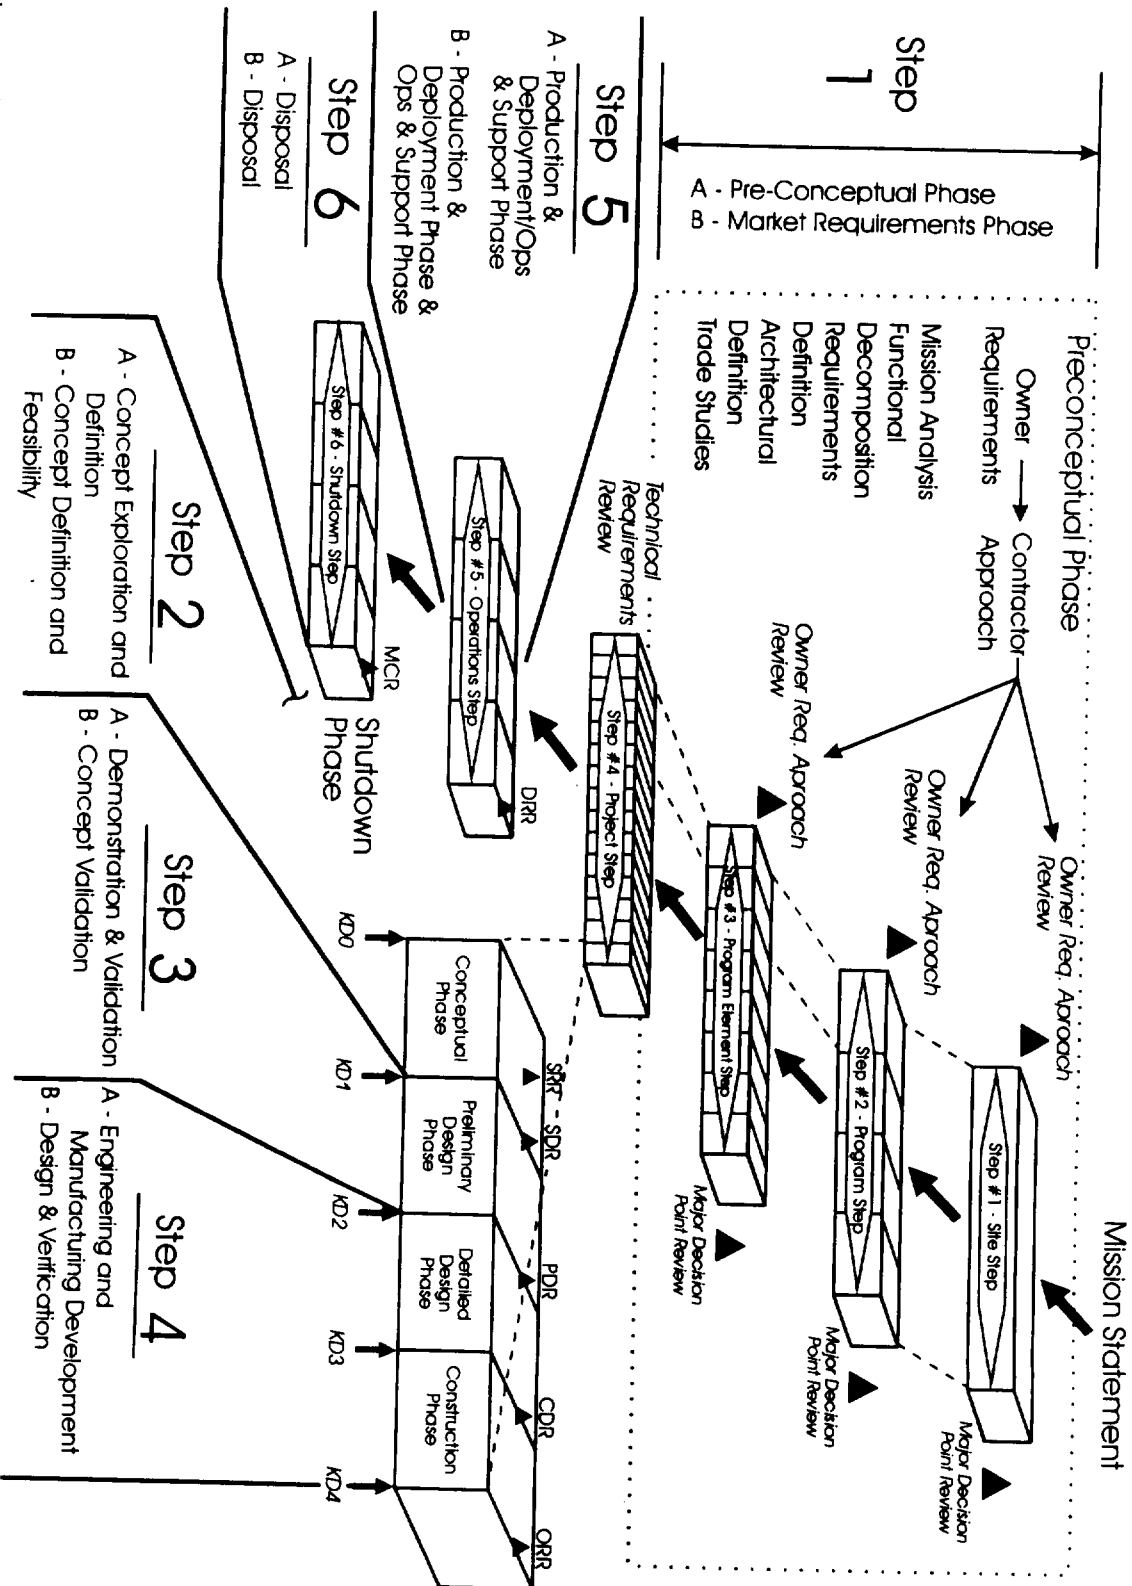 Mission Statement
Step
1
A - Pre-Conceptual Phase
B - Market Requirements Phase
Preconceptual Phase
Owner
Requirements
Contractor
Approach
Mission Analysis
Functional
Decomposition
Requirements
Definition
Architectural
Definition
Trade Studies
Owner Req. Aproach
Review
Owner Req. Aproach
Review
Owner Req. Aproach
Review
Technical
Requirements
Review
Step #1 - Site Step
Step #2 - Program Step
Step #3 - Program Element Step
Step #4 - Project Step
Step #5 - Operations Step
Step #6 - Shutdown Step
Major Decision
Point Review
Major Decision
Point Review
Major Decision
Point Review
DRR
MCR
Shutdown
Phase
Step 5
A - Production &
Deployment/Ops
& Support Phase
B - Production &
Deployment Phase &
Ops & Support Phase
Step 6
A - Disposal
B - Disposal
SRR
SDR
PDR
CDR
ORR
Conceptual
Phase
Preliminary
Design
Phase
Detailed
Design
Phase
Construction
Phase
KD0
KD1
KD2
KD3
KD4
Step 2
A - Concept Exploration and
Definition
B - Concept Definition and
Feasibility
Step 3
A - Demonstration & Validation
B - Concept Validation
Step 4
A - Engineering and
Manufacturing Development
B - Design & Verification